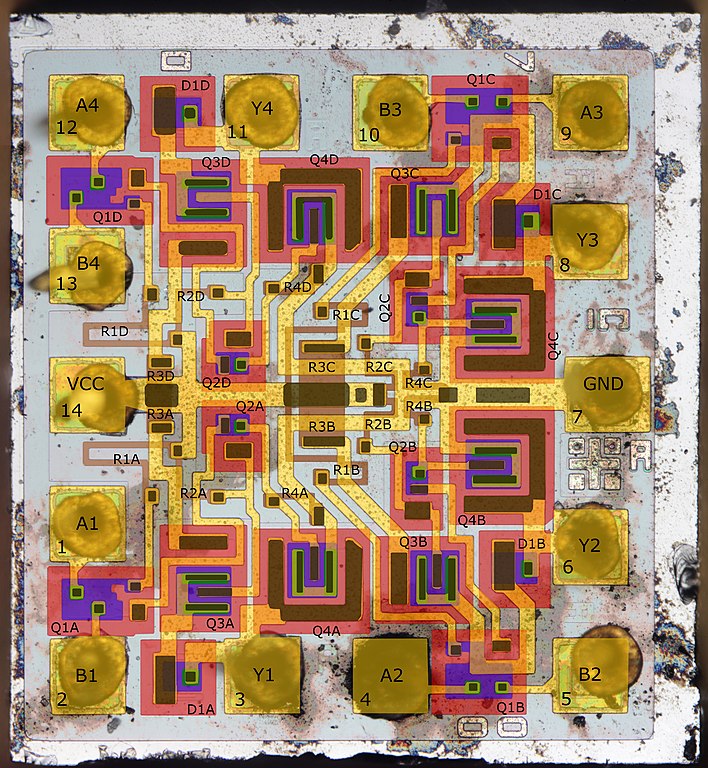 D1D
Q1C
A4
12
Y4
11
B3
10
A3
9
Q3D
Q4D
Q3C
Q1D
D1C
B4
13
Y3
8
R2D
R4D
R1C
Q2C
R1D
Q4C
R3D
Q2D
R3C
R2C
R4C
VCC
14
GND
7
R3A
Q2A
R3B
R2B
R4B
R1A
R2A
R4A
R1B
Q2B
A1
1
Q4B
Q3B
D1B
Y2
6
Q1A
Q3A
Q4A
B1
2
Y1
3
A2
4
B2
5
D1A
Q1B